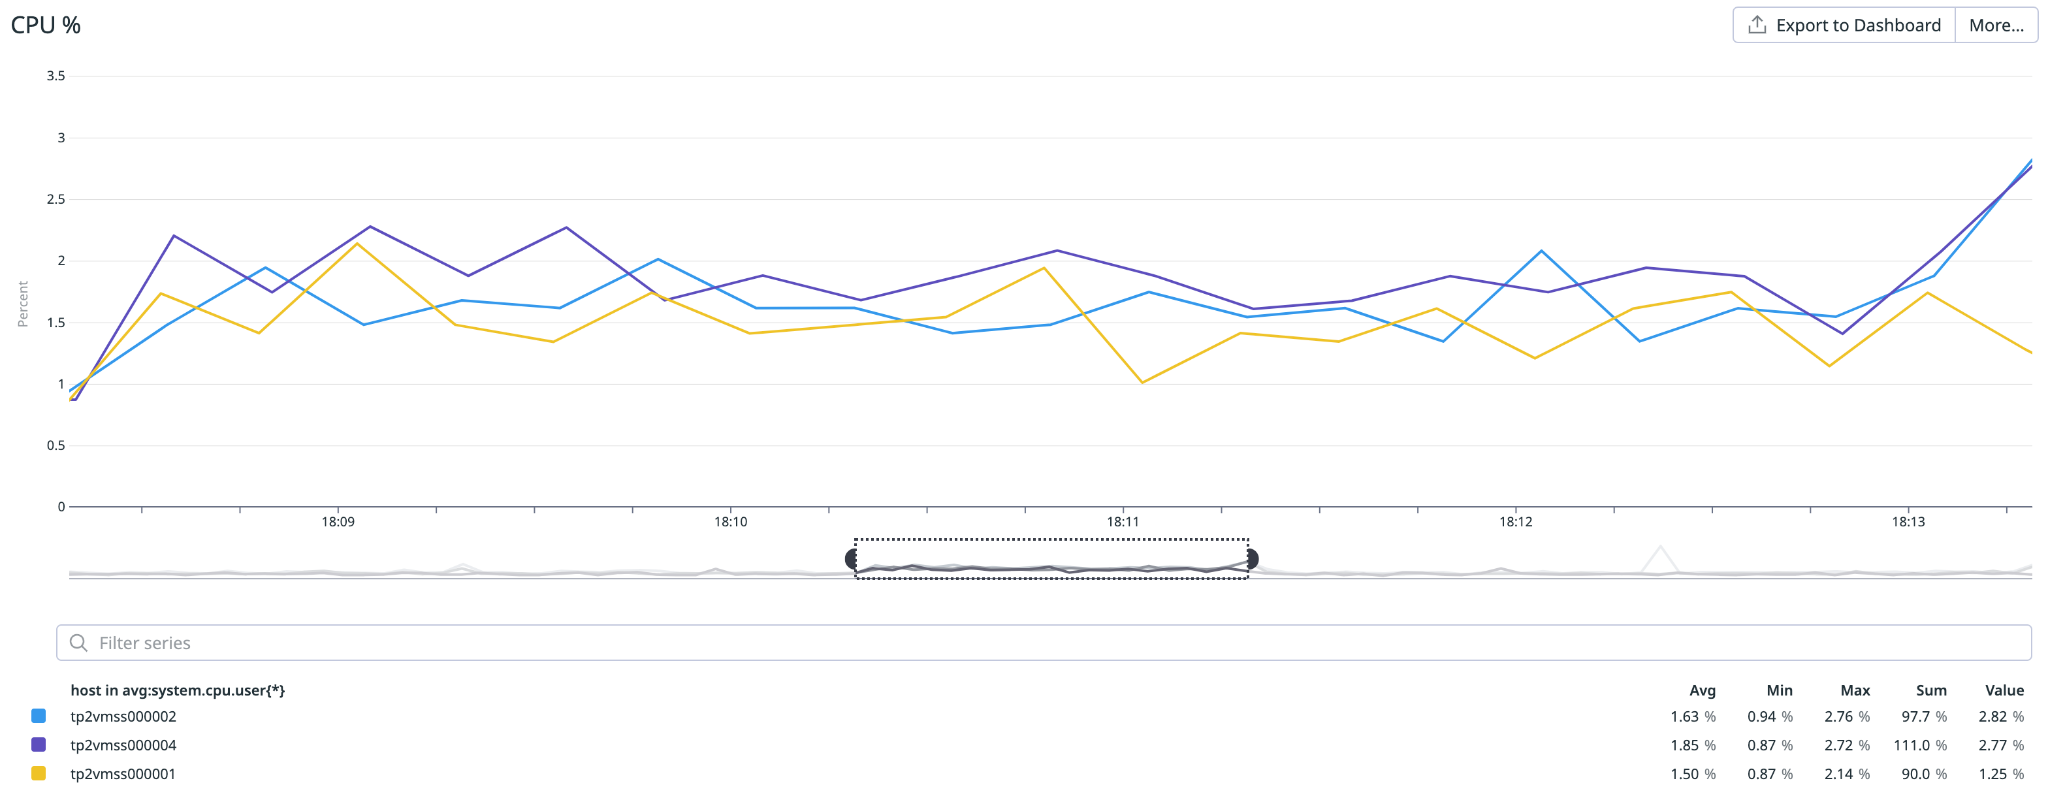 CPU %
Export to Dashboard More...
3.5
3
2.5
2
1.5
1
0.5
0
Percent
18:09 18:10 18:11 18:12 18:13
Filter series
host in avg:system.cpu.user{*} Avg Min Max Sum Value
tp2vmss000002 1.63 % 0.94 % 2.76 % 97.7 % 2.82 %
tp2vmss000004 1.85 % 0.87 % 2.72 % 111.0 % 2.77 %
tp2vmss000001 1.50 % 0.87 % 2.14 % 90.0 % 1.25 %